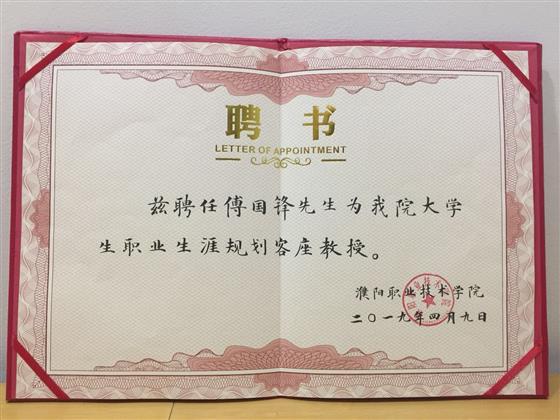 聘书
LETTER OF APPOINTMENT
兹聘任傅国锋先生为我院大学
生职业生涯规划客座教授。
濮阳职业技术学院
二〇一九年四月九日